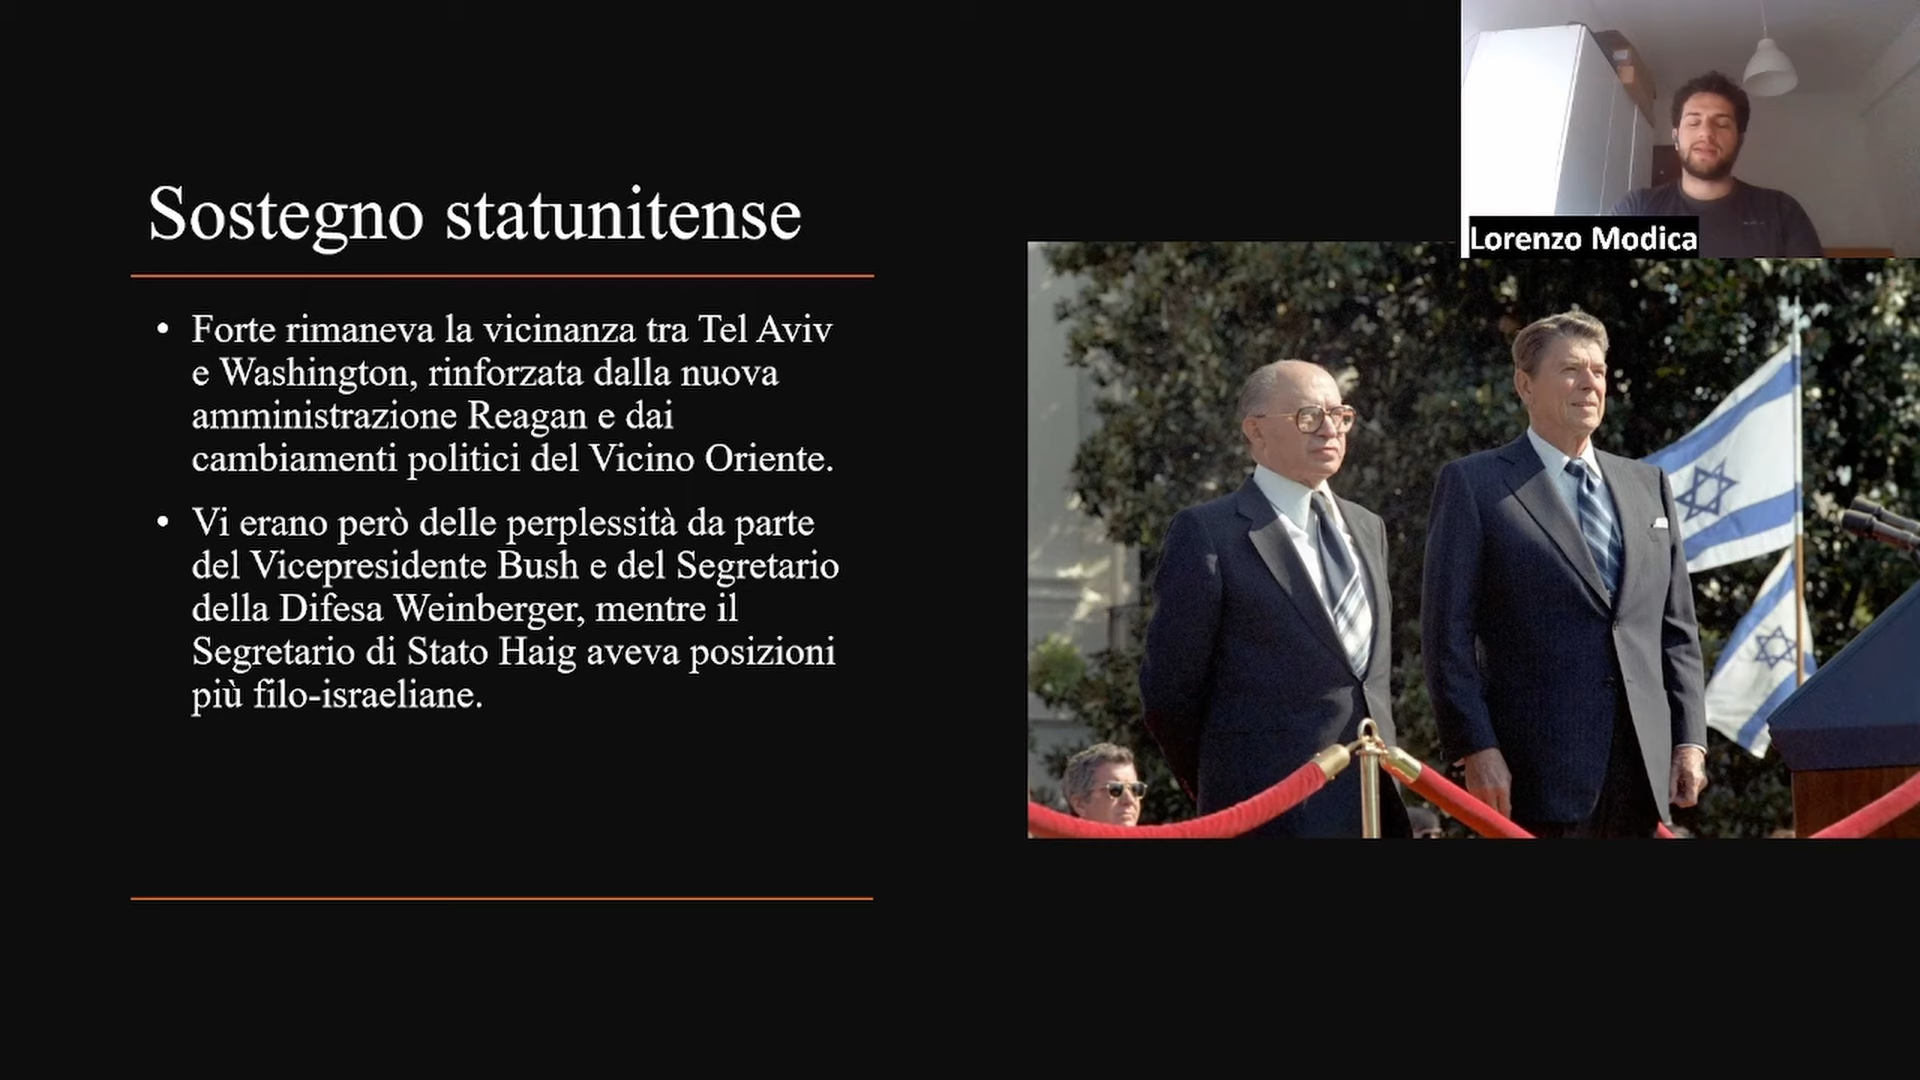 Sostegno statunitense
• Forte rimaneva la vicinanza tra Tel Aviv
e Washington, rinforzata dalla nuova
amministrazione Reagan e dai
cambiamenti politici del Vicino Oriente.
• Vi erano però delle perplessità da parte
del Vicepresidente Bush e del Segretario
della Difesa Weinberger, mentre il
Segretario di Stato Haig aveva posizioni
più filo-israeliane.
Lorenzo Modica